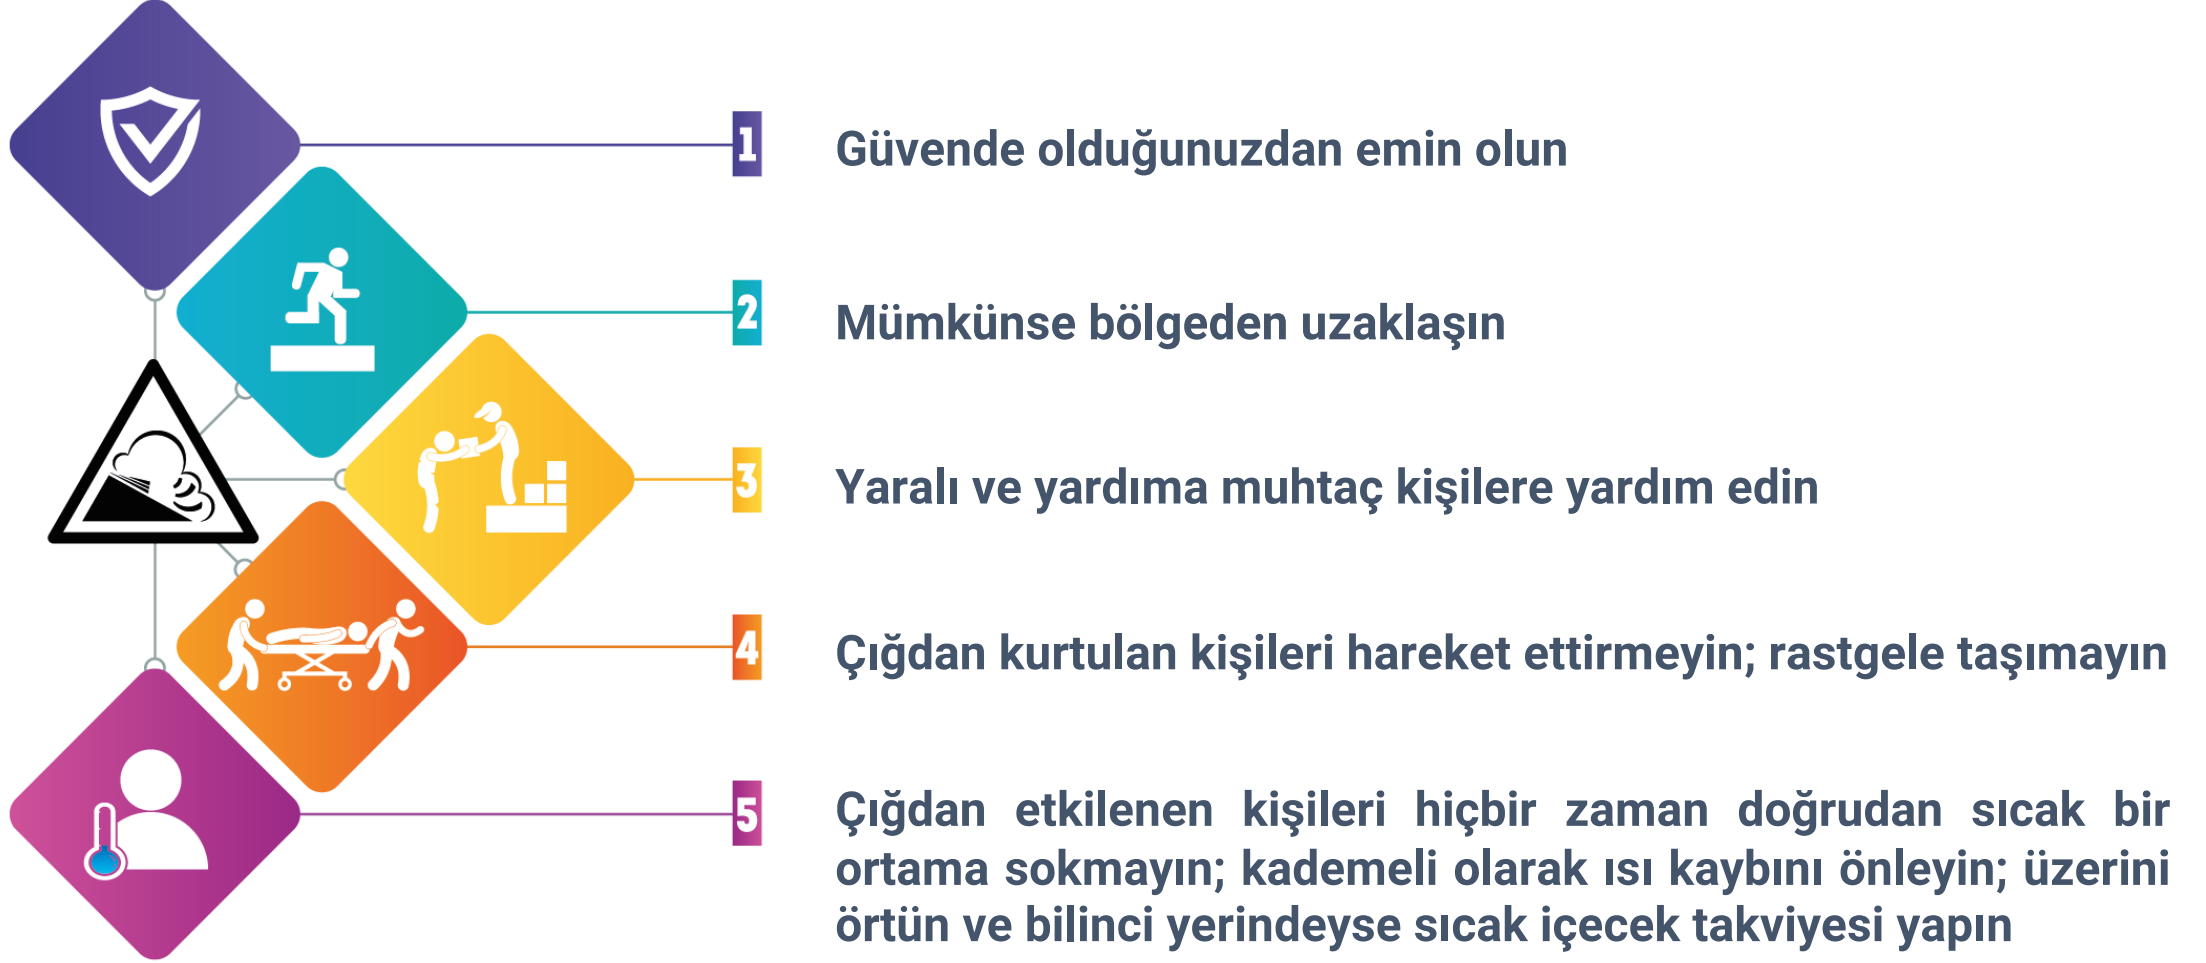 1 Güvende olduğunuzdan emin olun
2 Mümkünse bölgeden uzaklaşın
3 Yaralı ve yardıma muhtaç kişilere yardım edin
4 Çığdan kurtulan kişileri hareket ettirmeyin; rastgele taşımayın
5 Çığdan etkilenen kişileri hiçbir zaman doğrudan sıcak bir
ortama sokmayın; kademeli olarak ısı kaybını önleyin; üzerini
örtün ve bilinci yerindeyse sıcak içecek takviyesi yapın